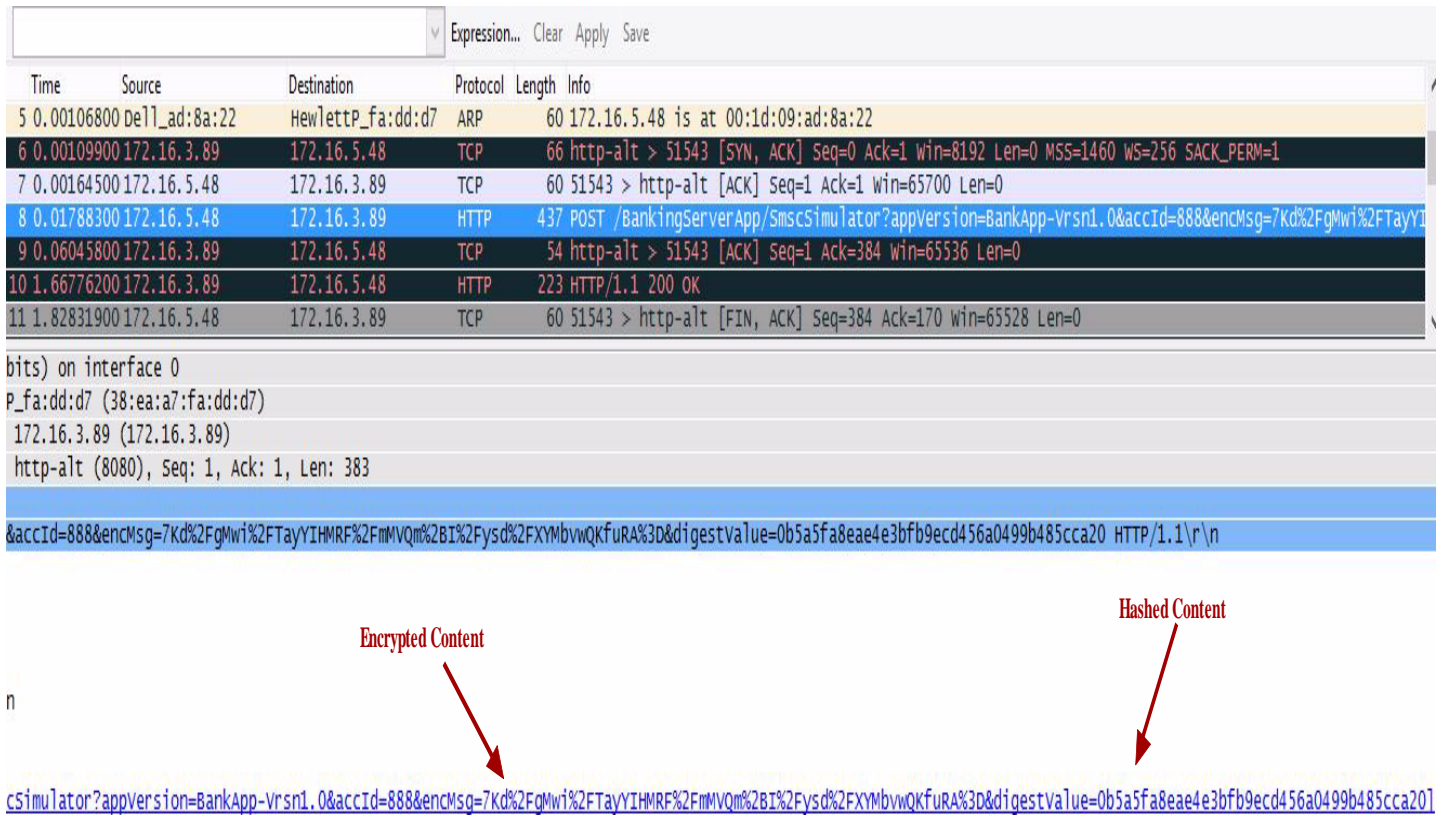 Expression... Clear Apply Save
Time Source Destination Protocol Length Info
5 0.00106800 Dell_ad:8a:22 HewlettP_fa:dd:d7 ARP 60 172.16.5.48 is at 00:1d:09:ad:8a:22
6 0.00109900 172.16.3.89 172.16.5.48 TCP 66 http-alt > 51543 [SYN, ACK] Seq=0 Ack=1 Win=8192 Len=0 MSS=1460 WS=256 SACK_PERM=1
7 0.00164500 172.16.5.48 172.16.3.89 TCP 60 51543 > http-alt [ACK] Seq=1 Ack=1 Win=65700 Len=0
8 0.01788300 172.16.5.48 172.16.3.89 HTTP 437 POST /BankingServerApp/SmscSimulator?appVersion=BankApp-Vrsn1.0&accId=888&encMsg=7Kd%2FgMwi%2FTayYI
9 0.06045800 172.16.3.89 172.16.5.48 TCP 54 http-alt > 51543 [ACK] Seq=1 Ack=384 Win=65536 Len=0
10 1.66776200 172.16.3.89 172.16.5.48 HTTP 223 HTTP/1.1 200 OK
11 1.82831900 172.16.5.48 172.16.3.89 TCP 60 51543 > http-alt [FIN, ACK] Seq=384 Ack=170 Win=65528 Len=0
bits) on interface 0
P_fa:dd:d7 (38:ea:a7:fa:dd:d7)
172.16.3.89 (172.16.3.89)
http-alt (8080), Seq: 1, Ack: 1, Len: 383
&accId=888&encMsg=7Kd%2FgMwi%2FTayYIHMRF%2FmMVQm%2BI%2Fysd%2FXYMbvwQKfuRA%3D&digestValue=0b5a5fa8eae4e3bfb9ecd456a0499b485cca20 HTTP/1.1\r\n
Hashed Content
Encrypted Content
n
cSimulator?appVersion=BankApp-Vrsn1.0&accId=888&encMsg=7Kd%2FgMwi%2FTayYIHMRF%2FmMVQm%2BI%2Fysd%2FXYMbvwQKfuRA%3D&digestValue=0b5a5fa8eae4e3bfb9ecd456a0499b485cca20]